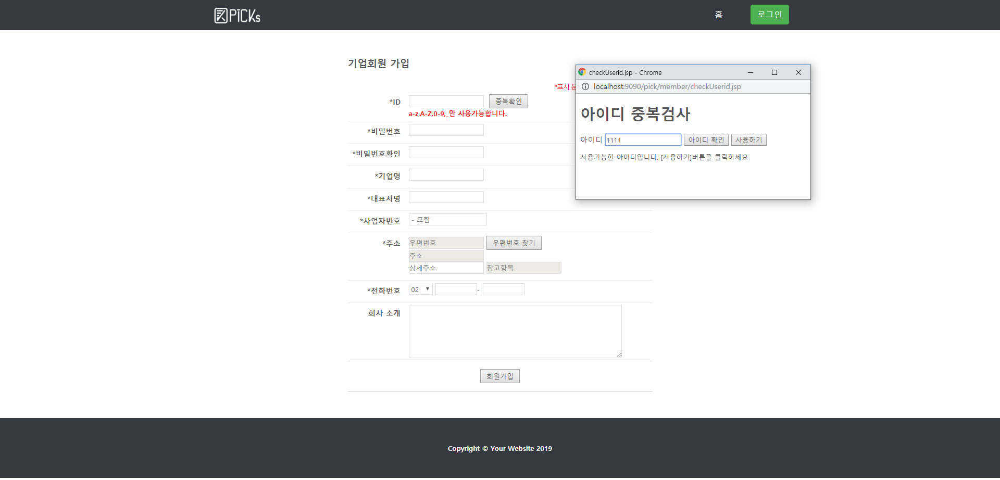 PiCKs
홈
로그인
기업회원 가입
*표시
*ID
중복확인
a-z,A-Z,0-9,_만 사용가능합니다.
*비밀번호
*비밀번호확인
*기업명
*대표자명
*사업자번호
- 포함
*주소
우편번호
우편번호 찾기
주소
상세주소
참고항목
*전화번호
02
-
회사 소개
회원가입
checkUserid.jsp - Chrome
localhost:9090/pick/member/checkUserid.jsp
아이디 중복검사
아이디
1111
아이디 확인
사용하기
사용가능한 아이디입니다. [사용하기]버튼을 클릭하세요
Copyright © Your Website 2019